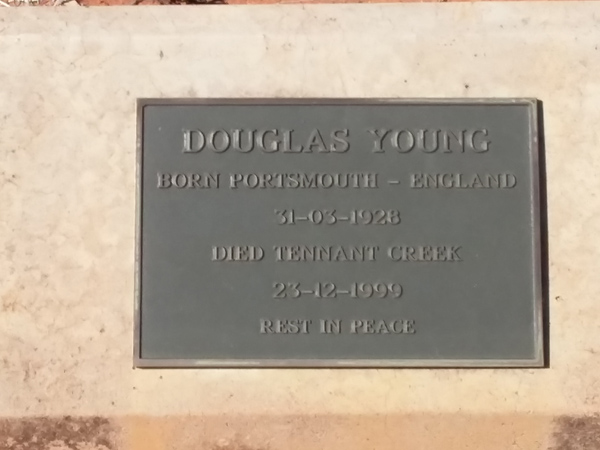 DOUGLAS YOUNG
BORN PORTSMOUTH - ENGLAND
31-03-1928
DIED TENNANT CREEK
23-12-1999
REST IN PEACE